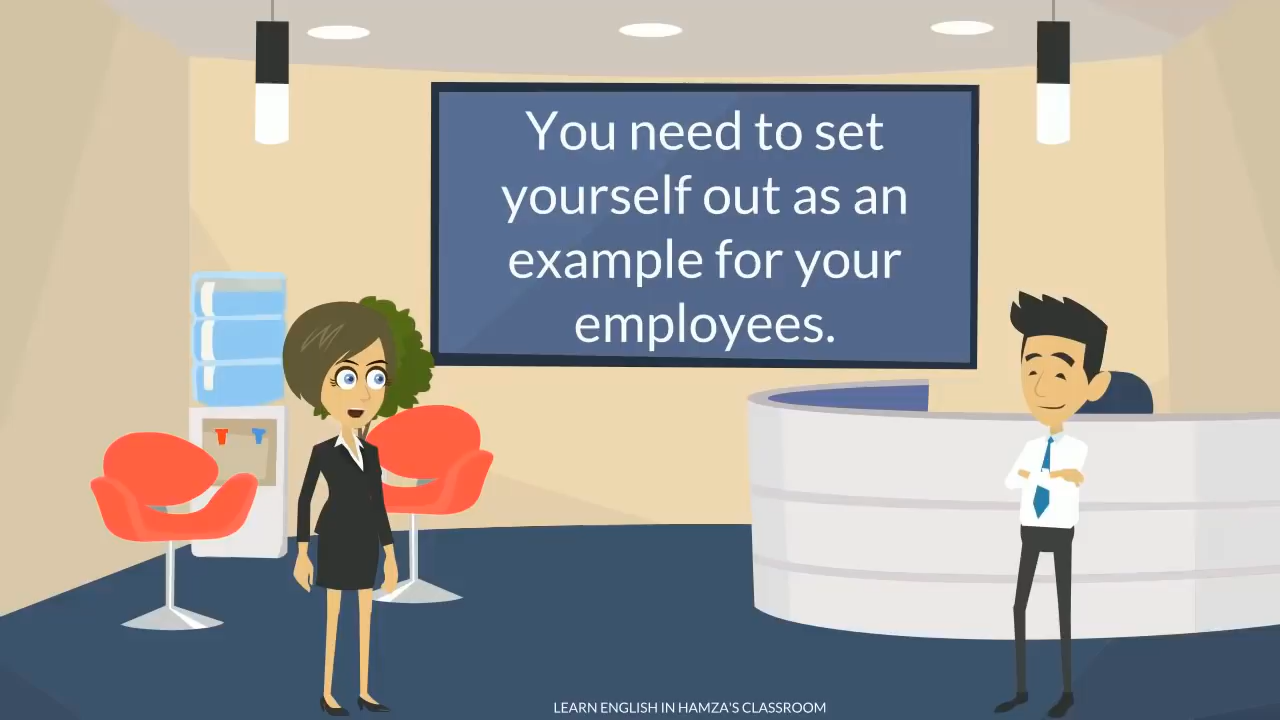 You need to set
yourself out as an
example for your
employees.
LEARN ENGLISH IN HAMZA'S CLASSROOM